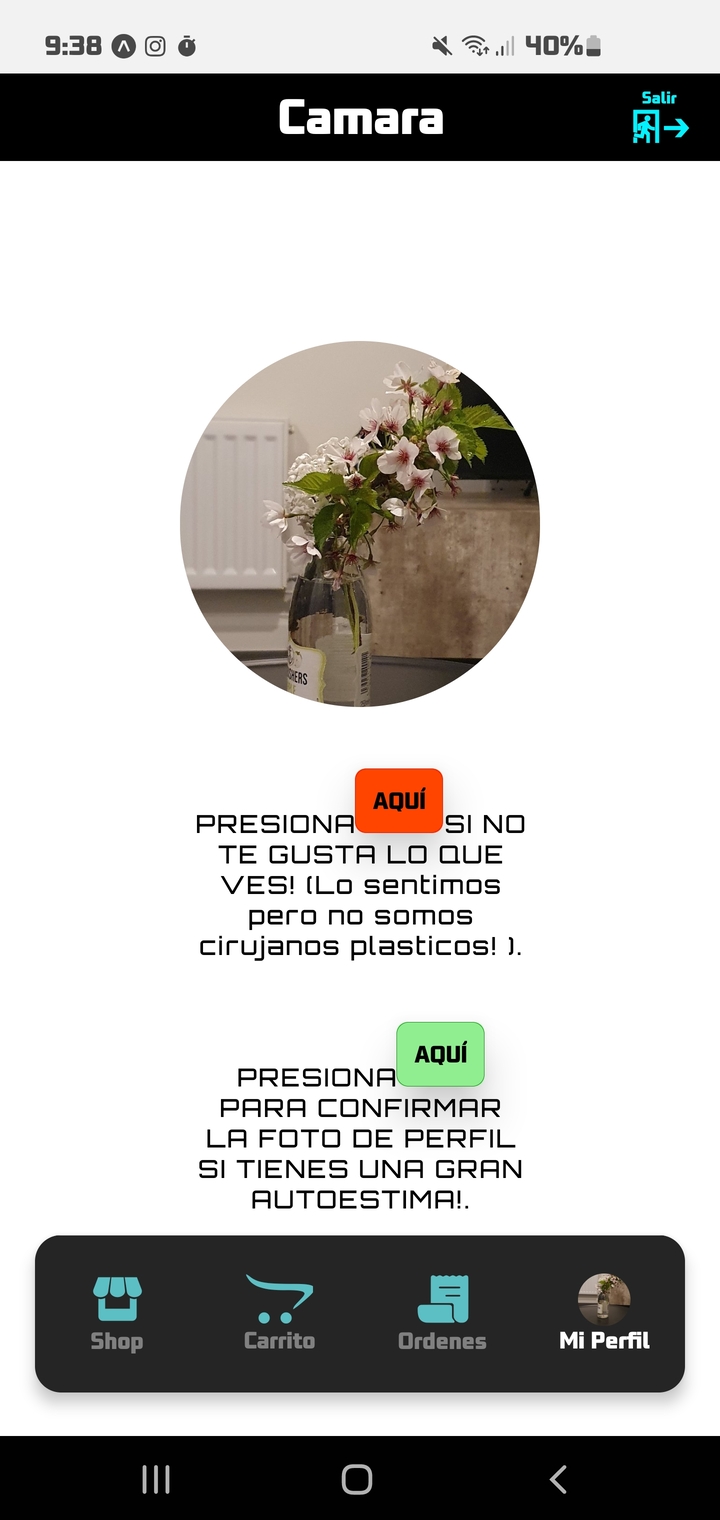 9:38
40%
Camara
Salir
PRESIONA AQUÍ SI NO
TE GUSTA LO QUE
VES! (Lo sentimos
pero no somos
cirujanos plasticos! ).
PRESIONA AQUÍ
PARA CONFIRMAR
LA FOTO DE PERFIL
SI TIENES UNA GRAN
AUTOESTIMA!.
Shop
Carrito
Ordenes
Mi Perfil